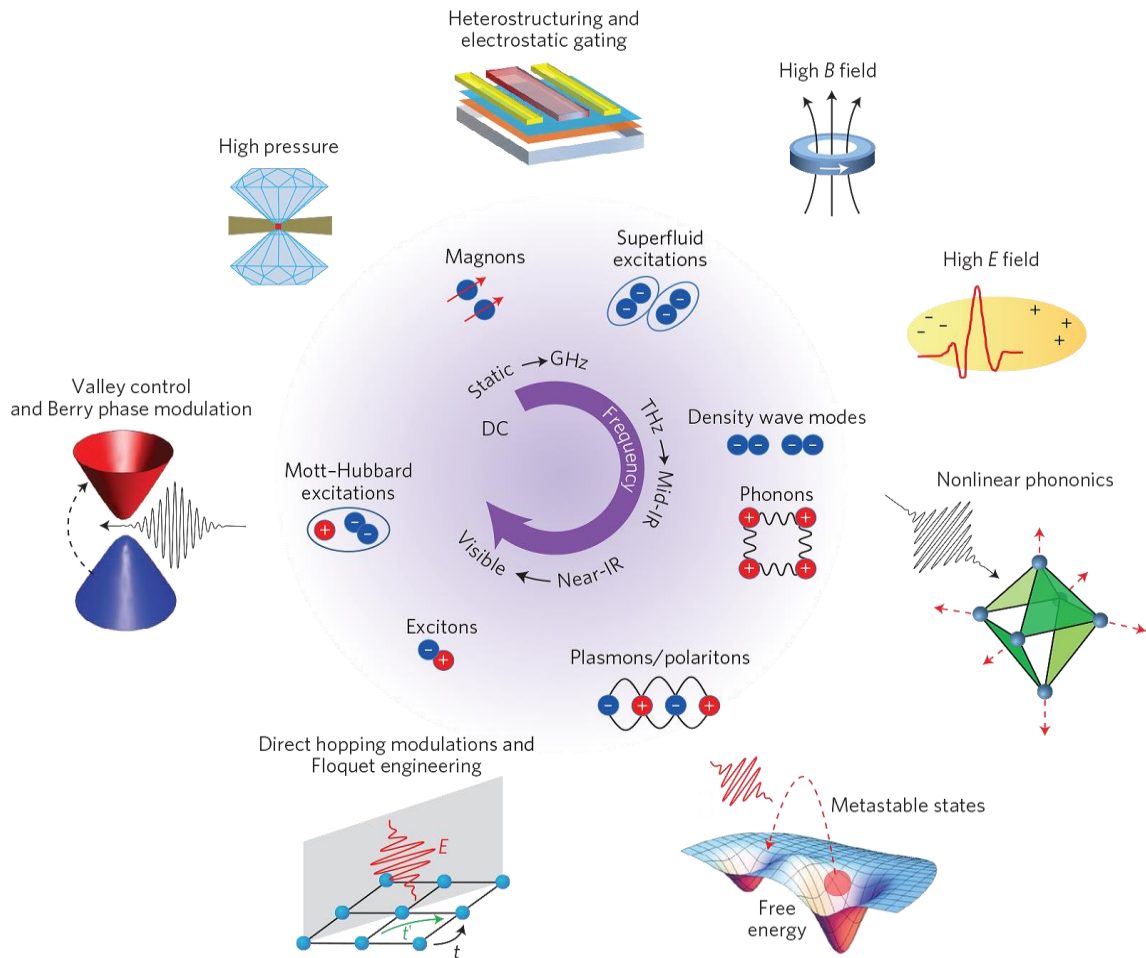 Heterostructuring and
electrostatic gating
High B field
High pressure
Superfluid
excitations
Magnons
High E field
Static → GHz
DC
THz → Mid-IR
Frequency
Near-IR → Visible
Density wave modes
Valley control
and Berry phase modulation
Mott–Hubbard
excitations
+
−
−
Phonons
+
+
+
+
Nonlinear phononics
Excitons
−
+
Plasmons/polaritons
−
+
−
+
Direct hopping modulations and
Floquet engineering
E
t'
t
Metastable states
Free
energy